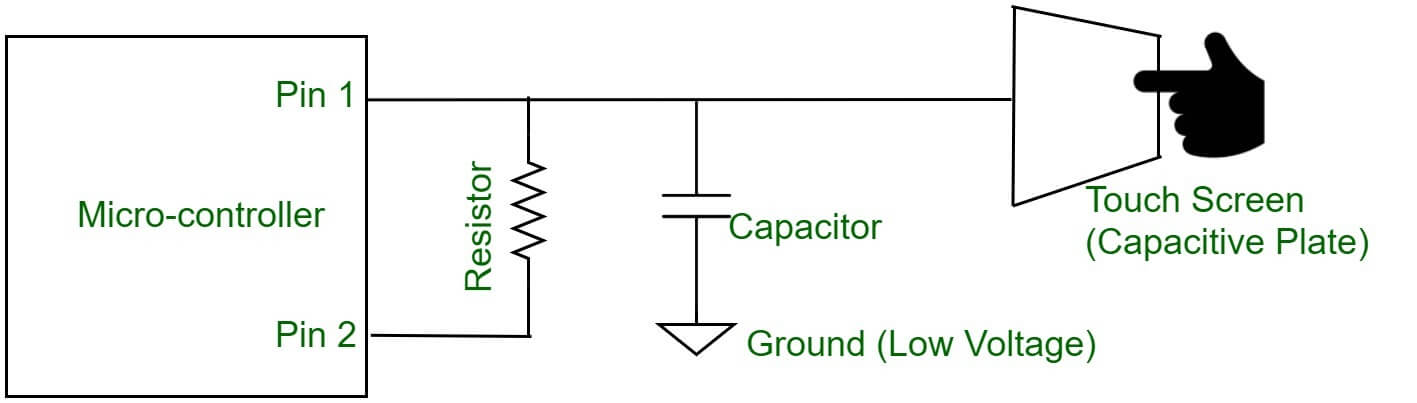 Pin 1
Micro-controller
Pin 2
Resistor
Capacitor
Ground (Low Voltage)
Touch Screen
(Capacitive Plate)